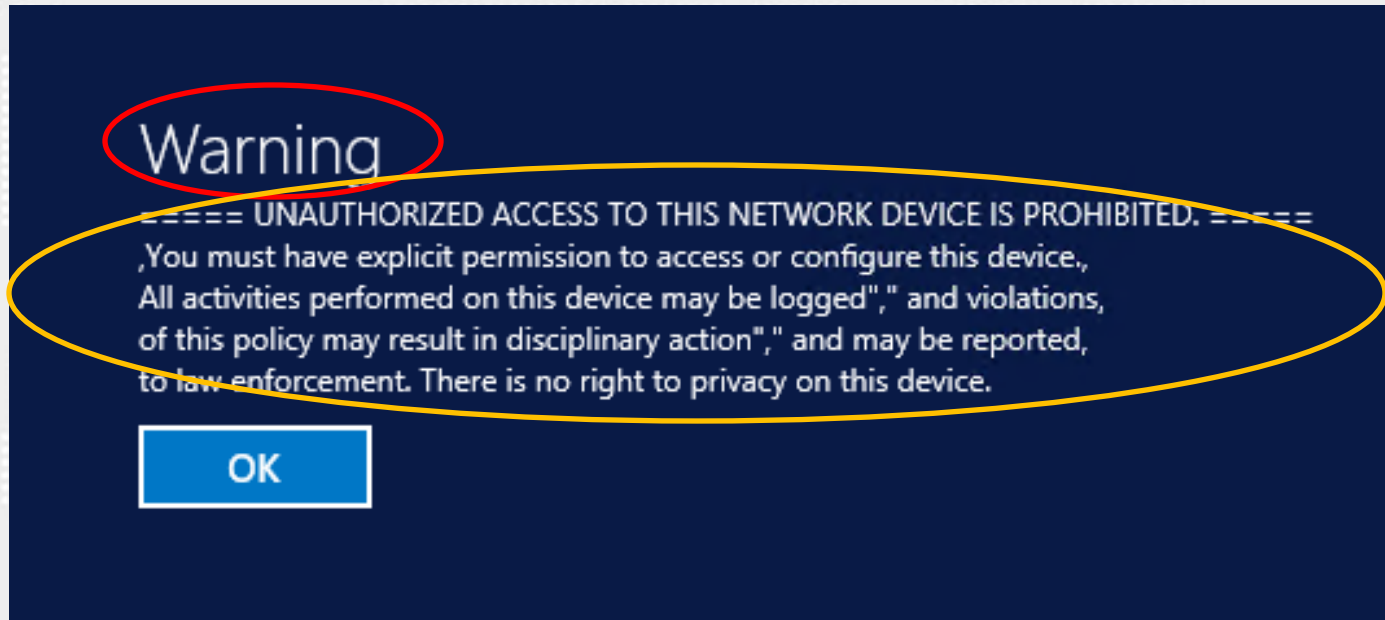 Warning
===== UNAUTHORIZED ACCESS TO THIS NETWORK DEVICE IS PROHIBITED. =====
,You must have explicit permission to access or configure this device.,
All activities performed on this device may be logged"," and violations,
of this policy may result in disciplinary action"," and may be reported,
to law enforcement. There is no right to privacy on this device.
OK